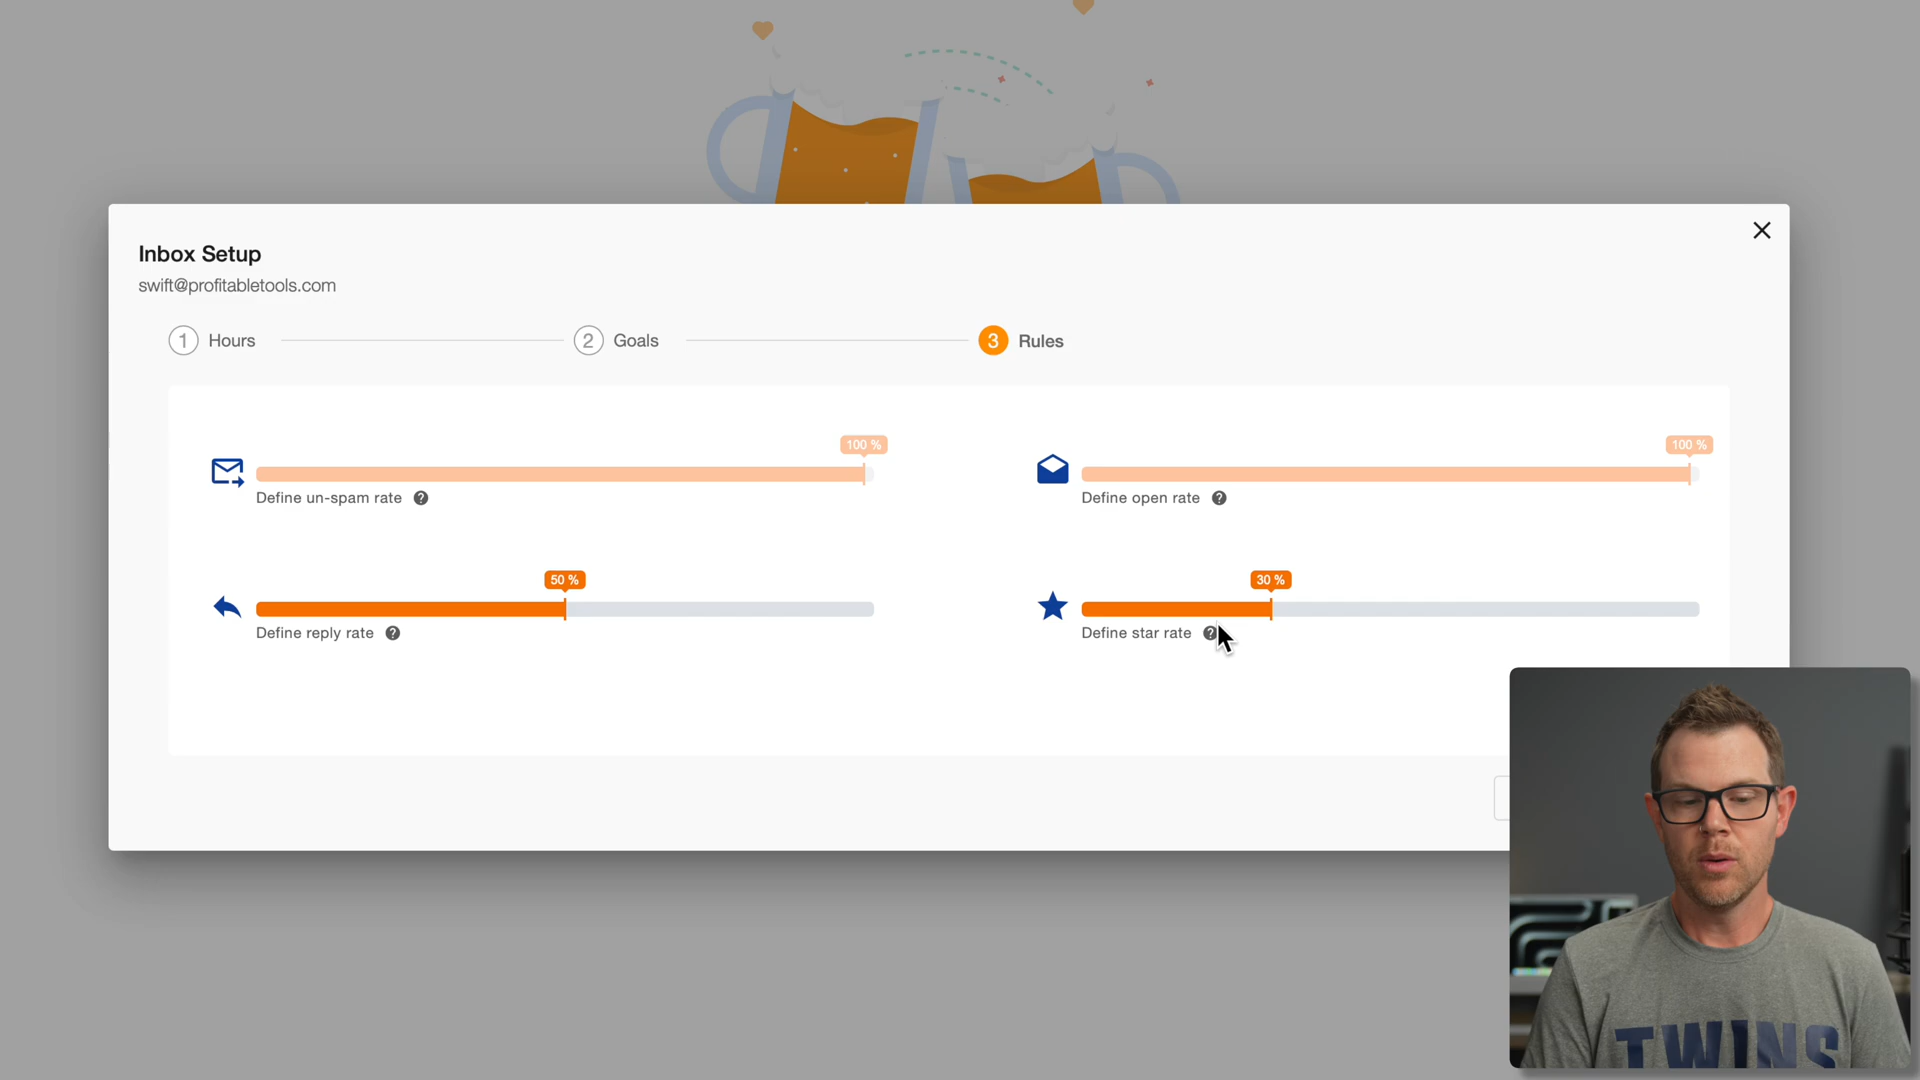 Inbox Setup
swift@profitabletools.com
1 Hours
2 Goals
3 Rules
100 %
Define un-spam rate ?
100 %
Define open rate ?
50 %
Define reply rate ?
30 %
Define star rate ?
TWINS